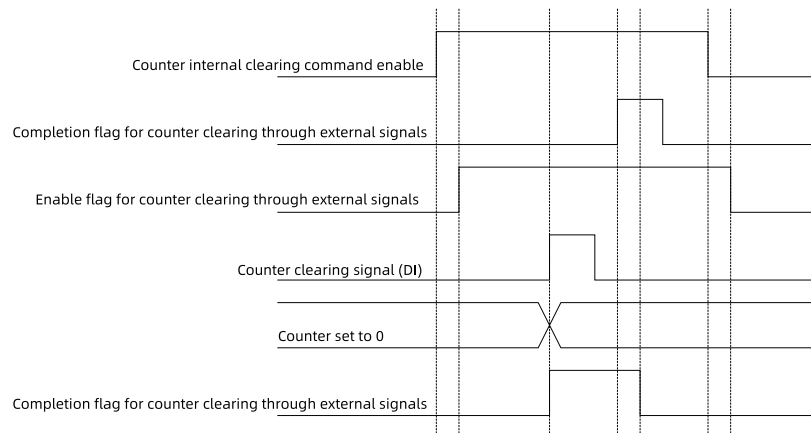 Counter internal clearing command enable
Completion flag for counter clearing through external signals
Enable flag for counter clearing through external signals
Counter clearing signal (DI)
Counter set to 0
Completion flag for counter clearing through external signals